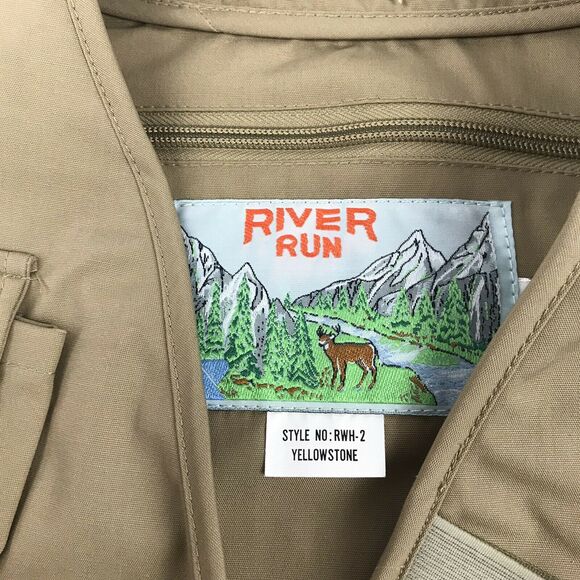 RIVER
RUN
STYLE NO: RWH-2
YELLOWSTONE